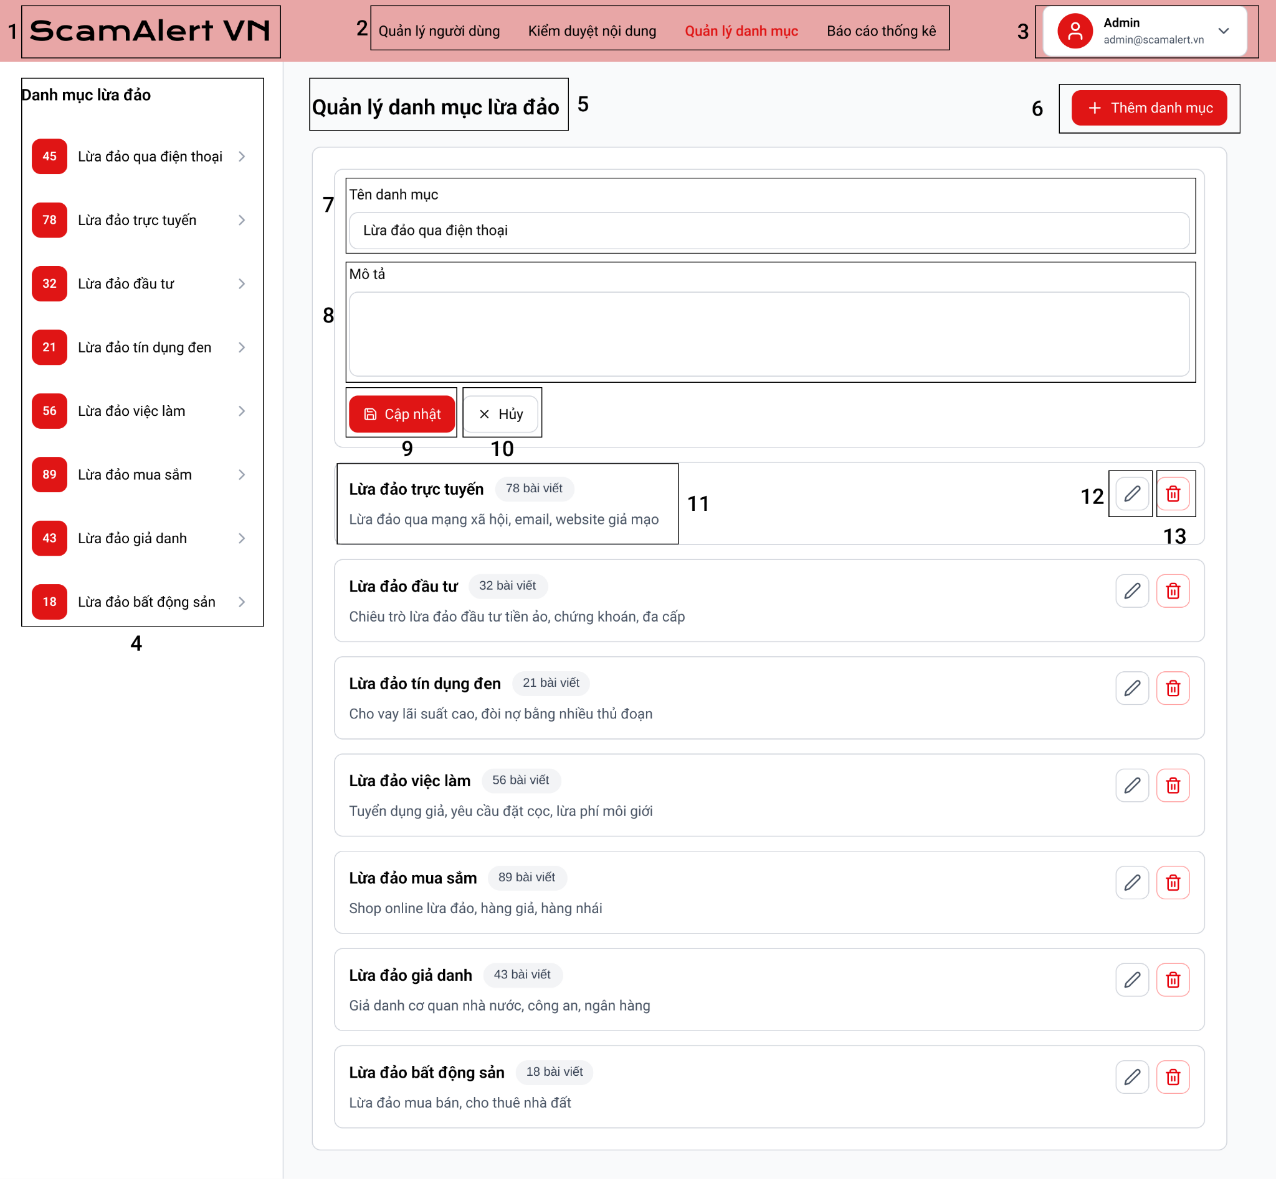 1
ScamAlert VN
2
Quản lý người dùng
Kiểm duyệt nội dung
Quản lý danh mục
Báo cáo thống kê
3
Admin
admin@scamalert.vn
Danh mục lừa đảo
45 Lừa đảo qua điện thoại
78 Lừa đảo trực tuyến
32 Lừa đảo đầu tư
21 Lừa đảo tín dụng đen
56 Lừa đảo việc làm
89 Lừa đảo mua sắm
43 Lừa đảo giả danh
18 Lừa đảo bất động sản
4
Quản lý danh mục lừa đảo
5
6
Thêm danh mục
7
Tên danh mục
Lừa đảo qua điện thoại
8
Mô tả
Cập nhật
Hủy
9
10
Lừa đảo trực tuyến 78 bài viết
Lừa đảo qua mạng xã hội, email, website giả mạo
11
12
13
Lừa đảo đầu tư 32 bài viết
Chiêu trò lừa đảo đầu tư tiền ảo, chứng khoán, đa cấp
Lừa đảo tín dụng đen 21 bài viết
Cho vay lãi suất cao, đòi nợ bằng nhiều thủ đoạn
Lừa đảo việc làm 56 bài viết
Tuyển dụng giả, yêu cầu đặt cọc, lừa phí môi giới
Lừa đảo mua sắm 89 bài viết
Shop online lừa đảo, hàng giả, hàng nhái
Lừa đảo giả danh 43 bài viết
Giả danh cơ quan nhà nước, công an, ngân hàng
Lừa đảo bất động sản 18 bài viết
Lừa đảo mua bán, cho thuê nhà đất